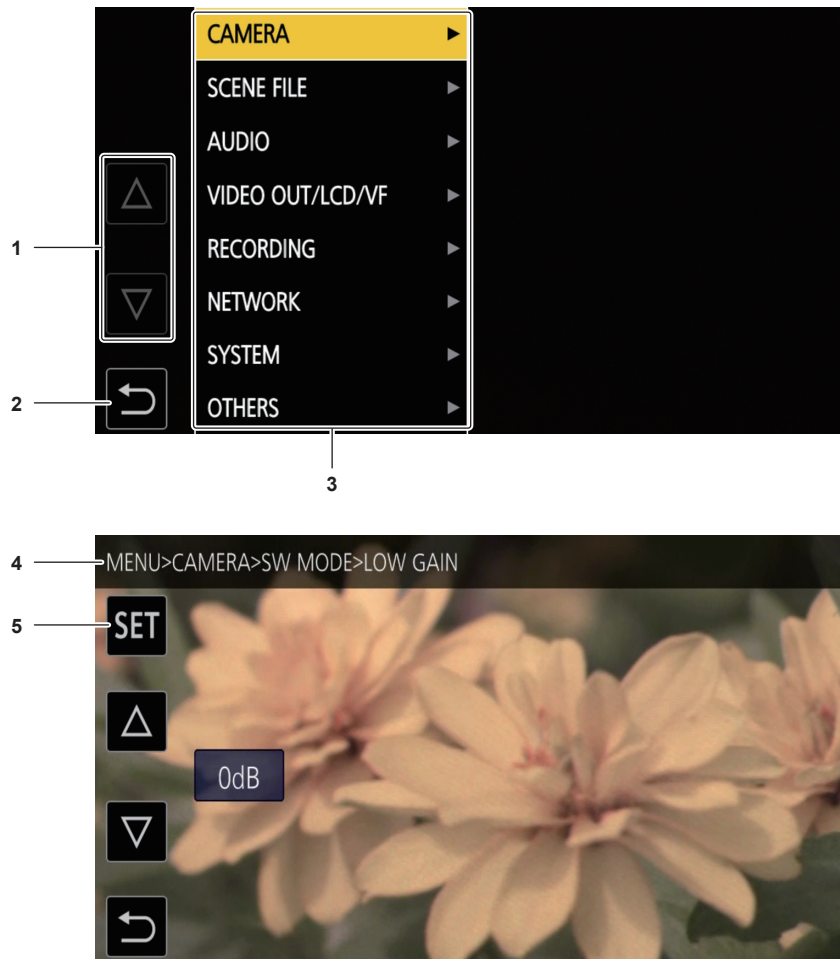 CAMERA
SCENE FILE
AUDIO
VIDEO OUT/LCD/VF
1
RECORDING
NETWORK
SYSTEM
2
OTHERS
3
4
MENU>CAMERA>SW MODE>LOW GAIN
5
SET
0dB